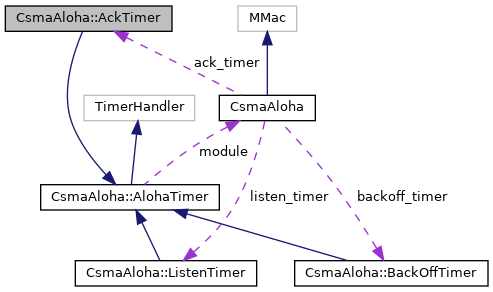 CsmaAloha::AckTimer
MMac
ack_timer
TimerHandler
CsmaAloha
module
CsmaAloha::AlohaTimer
listen_timer
backoff_timer
CsmaAloha::ListenTimer
CsmaAloha::BackOffTimer